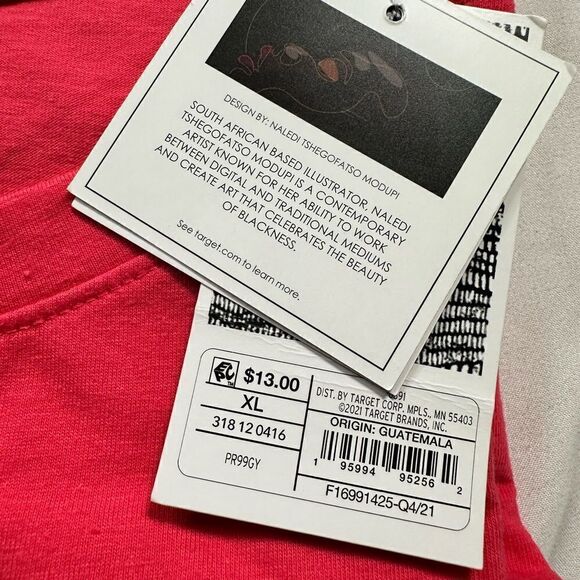 DESIGN BY: NALEDI TSHEGOFATSO MODUPI
SOUTH AFRICAN BASED ILLUSTRATOR, NALEDI
TSHEGOFATSO MODUPI IS A CONTEMPORARY
ARTIST KNOWN FOR HER ABILITY TO WORK
BETWEEN DIGITAL AND TRADITIONAL MEDIUMS
AND CREATE ART THAT CELEBRATES THE BEAUTY
OF BLACKNESS.
See target.com to learn more.
$13.00
XL
318 12 0416
PR99GY
DIST. BY TARGET CORP. MPLS., MN 55403
©2021 TARGET BRANDS, INC.
ORIGIN: GUATEMALA
1 95994 95256 2
F16991425-Q4/21